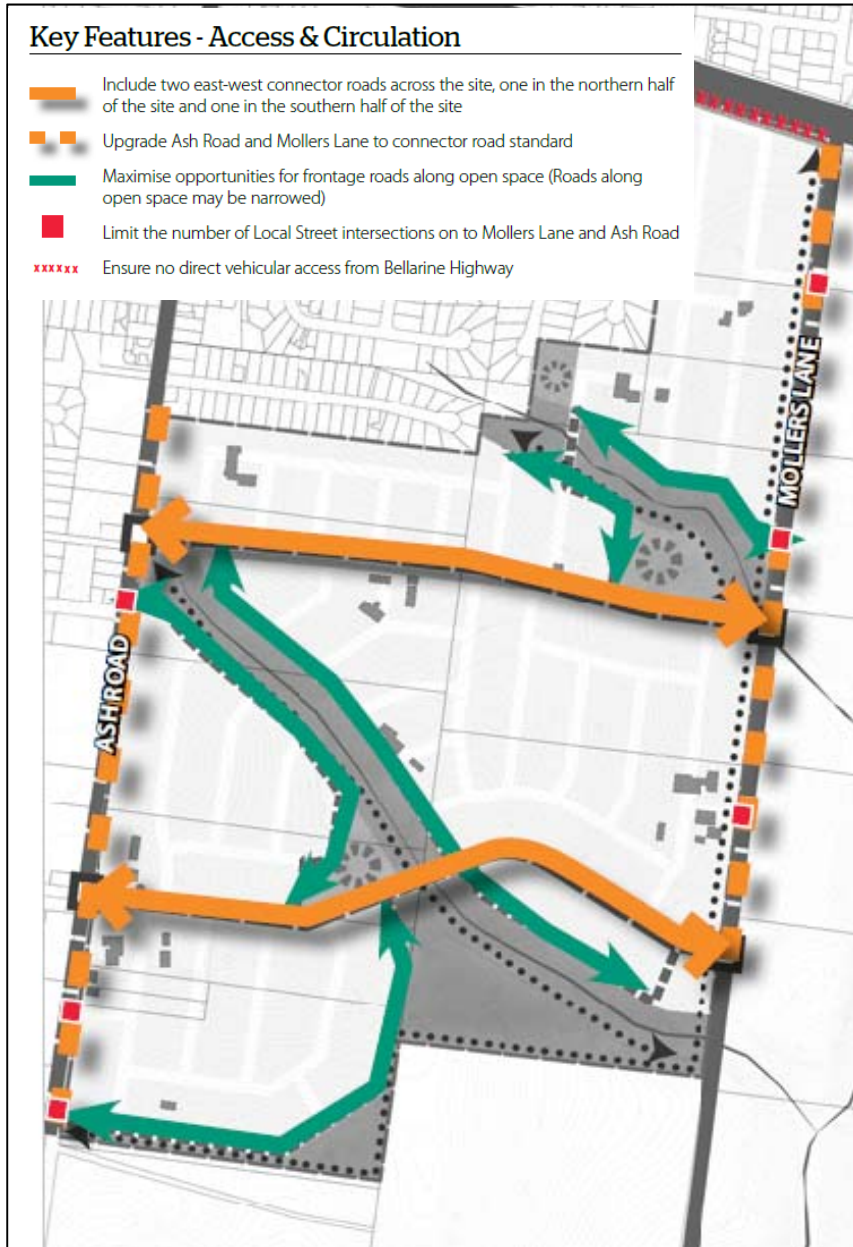 Key Features - Access & Circulation
Include two east-west connector roads across the site, one in the northern half
of the site and one in the southern half of the site
Upgrade Ash Road and Mollers Lane to connector road standard
Maximise opportunities for frontage roads along open space (Roads along
open space may be narrowed)
Limit the number of Local Street intersections on to Mollers Lane and Ash Road
xxxxxx Ensure no direct vehicular access from Bellarine Highway
MOLLERS LANE
ASH ROAD